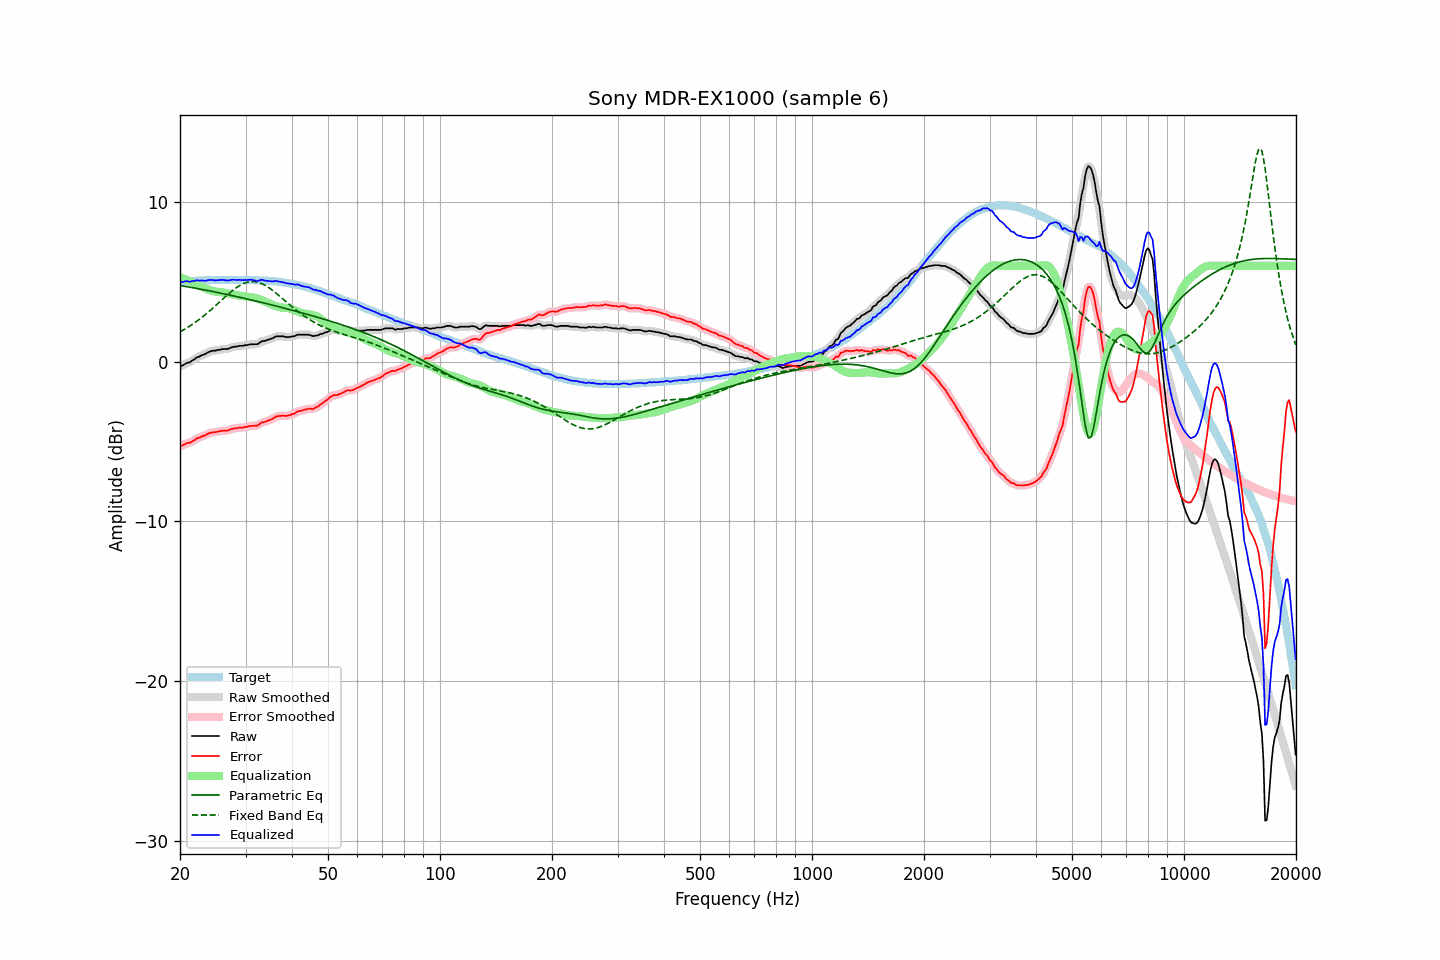 Sony MDR-EX1000 (sample 6)
Amplitude (dBr)
10
0
−10
−20
−30
Target
Raw Smoothed
Error Smoothed
Raw
Error
Equalization
Parametric Eq
Fixed Band Eq
Equalized
20 50 100 200 500 1000 2000 5000 10000 20000
Frequency (Hz)